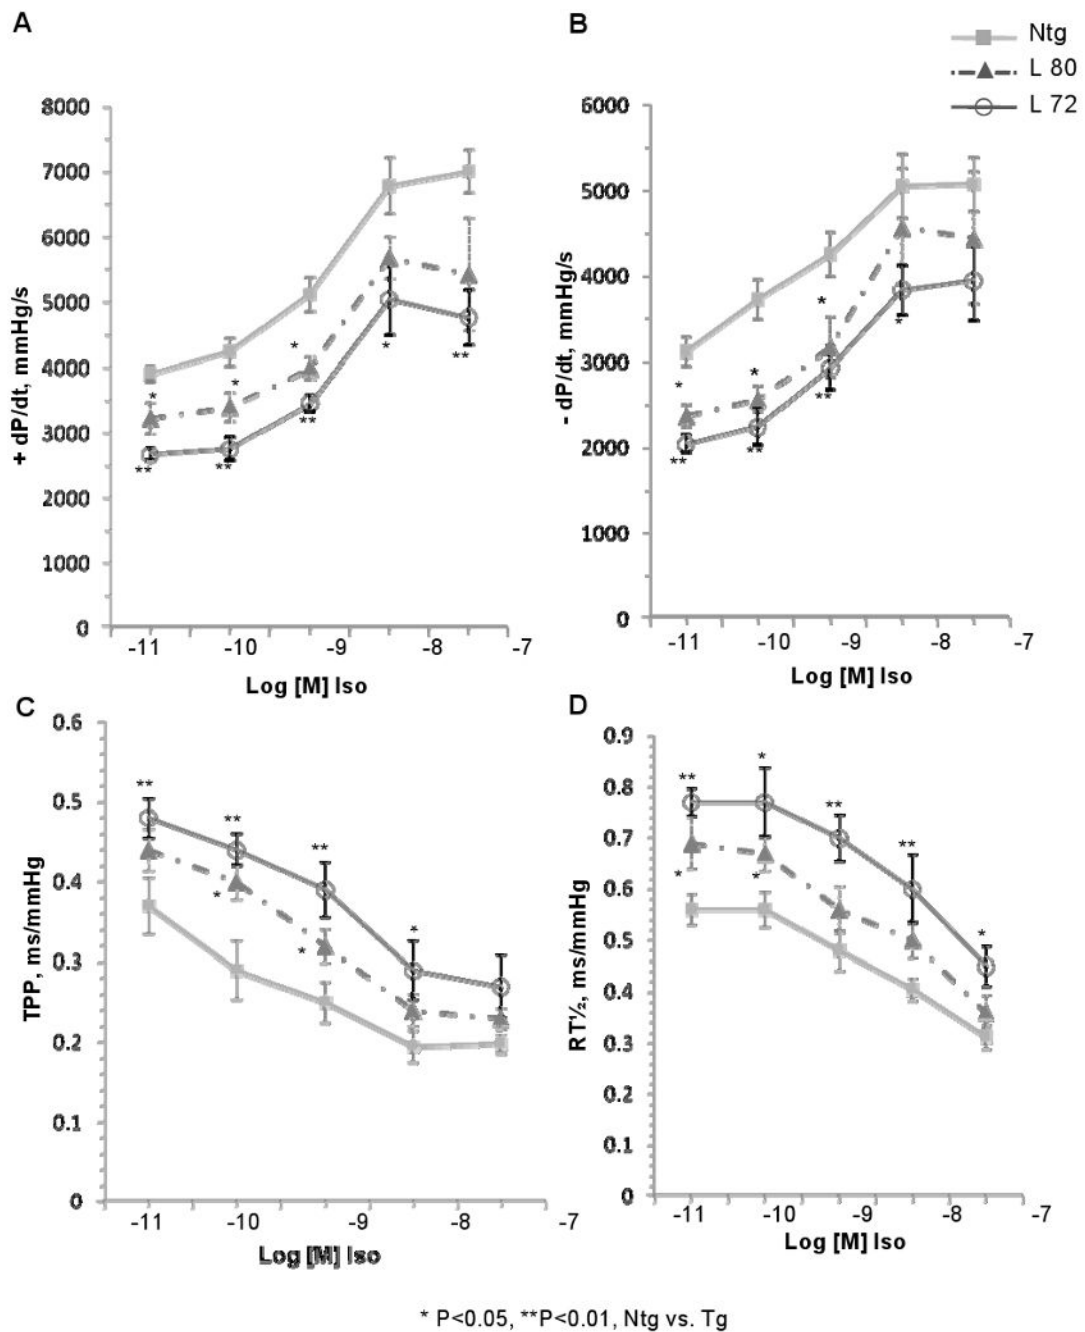 A
B
Ntg
L 80
L 72
8000
7000
6000
5000
4000
3000
2000
1000
0
+ dP/dt, mmHg/s
* * * * **
** ** **
-11 -10 -9 -8 -7
Log [M] Iso
6000
5000
4000
3000
2000
1000
0
- dP/dt, mmHg/s
* * * *
** ** **
-11 -10 -9 -8 -7
Log [M] Iso
C
D
0.6
0.5
0.4
0.3
0.2
0.1
0
TPP, ms/mmHg
** ** ** *
* *
-11 -10 -9 -8 -7
Log [M] Iso
0.9
0.8
0.7
0.6
0.5
0.4
0.3
0.2
0.1
0
RT½, ms/mmHg
** * ** ** *
* *
-11 -10 -9 -8 -7
Log [M] Iso
* P<0.05, **P<0.01, Ntg vs. Tg